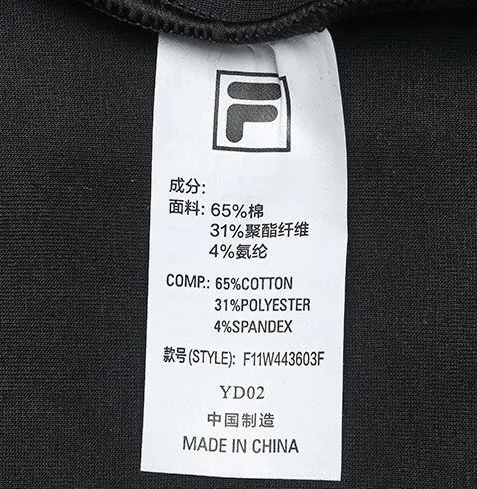 F
成分:
面料: 65%棉
31%聚酯纤维
4%氨纶
COMP.: 65%COTTON
31%POLYESTER
4%SPANDEX
款号(STYLE): F11W443603F
YD02
中国制造
MADE IN CHINA